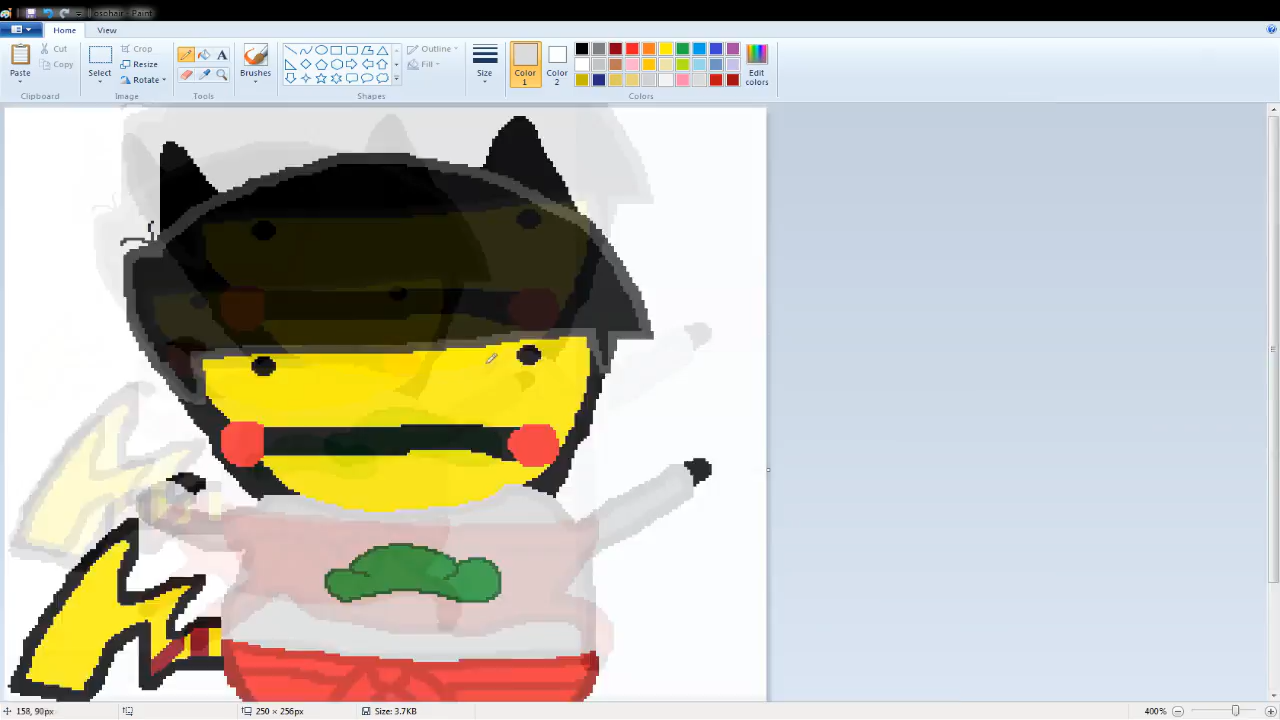 Paint
Home
View
Paste
Cut
Copy
Clipboard
Select
Crop
Resize
Rotate
Image
A
Tools
Brushes
Shapes
Outline
Fill
Size
Color
1
Color
2
Edit
colors
Colors
158, 90px
250 × 256px
Size: 3.7KB
400%